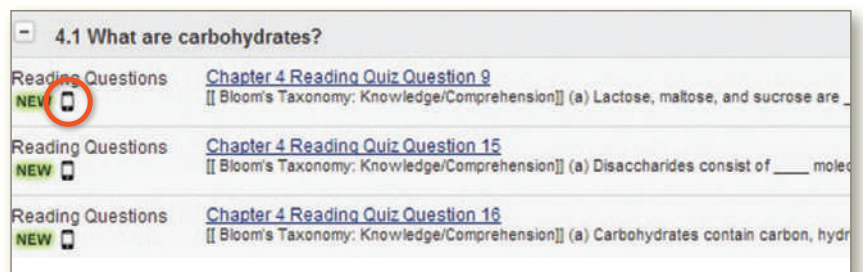 4.1 What are carbohydrates?
Reading Questions Chapter 4 Reading Quiz Question 9
NEW [[ Bloom's Taxonomy: Knowledge/Comprehension]] (a) Lactose, maltose, and sucrose are _
Reading Questions Chapter 4 Reading Quiz Question 15
NEW [[ Bloom's Taxonomy: Knowledge/Comprehension]] (a) Disaccharides consist of ____ molec
Reading Questions Chapter 4 Reading Quiz Question 16
NEW [[ Bloom's Taxonomy: Knowledge/Comprehension]] (a) Carbohydrates contain carbon, hydr